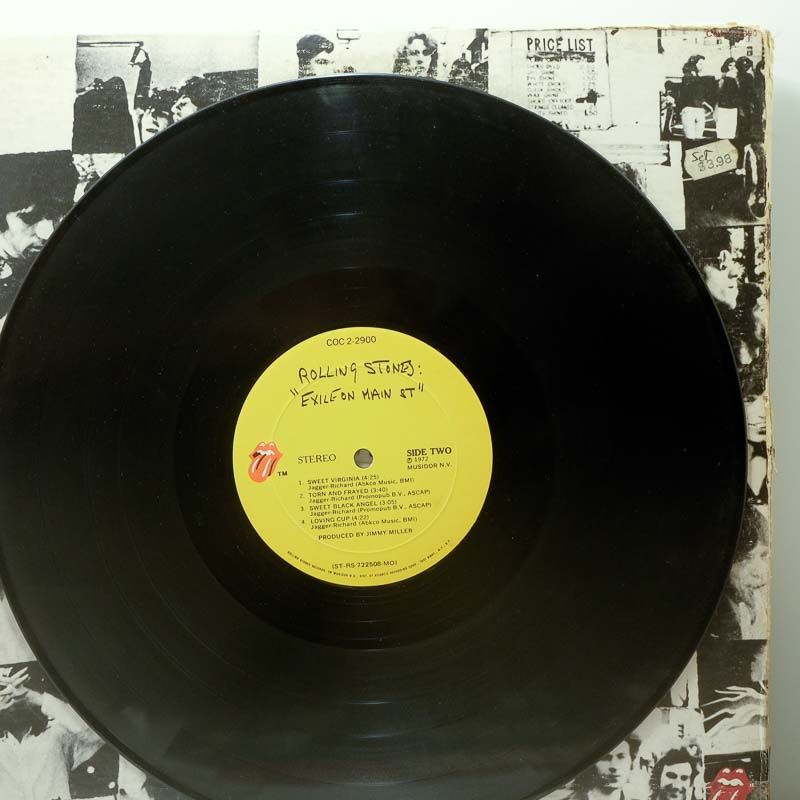 PRICE LIST
Set
$3.98
COC 2-2900
ROLLING STONES:
"EXILE ON MAIN ST"
TM
STEREO
SIDE TWO
℗ 1972
MUSIDOR N.V.
1. SWEET VIRGINIA (4:25)
Jagger-Richard (Abkco Music, BMI)
2. TORN AND FRAYED (3:40)
Jagger-Richard (Promopub B.V., ASCAP)
3. SWEET BLACK ANGEL (3:05)
Jagger-Richard (Promopub B.V., ASCAP)
4. LOVING CUP (4:22)
Jagger-Richard (Abkco Music, BMI)
PRODUCED BY JIMMY MILLER
(ST-RS-722508-MO)